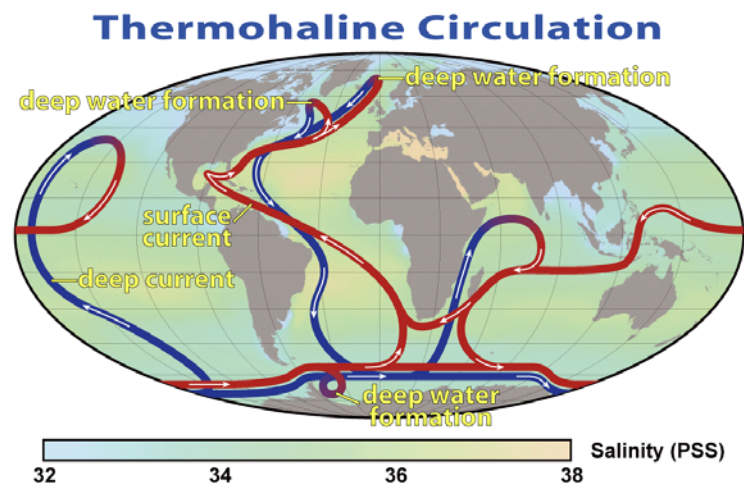 Thermohaline Circulation
deep water formation
deep water formation
surface
current
deep current
deep water
formation
Salinity (PSS)
32 34 36 38